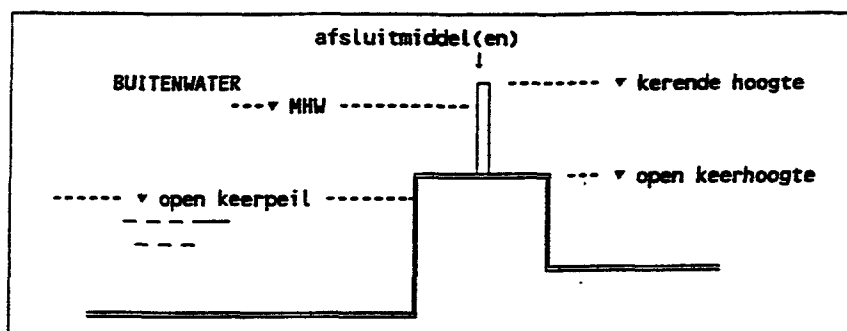 afsluitmiddel(en)
BUITENWATER
kerende hoogte
MHW
open keerhoogte
open keerpeil